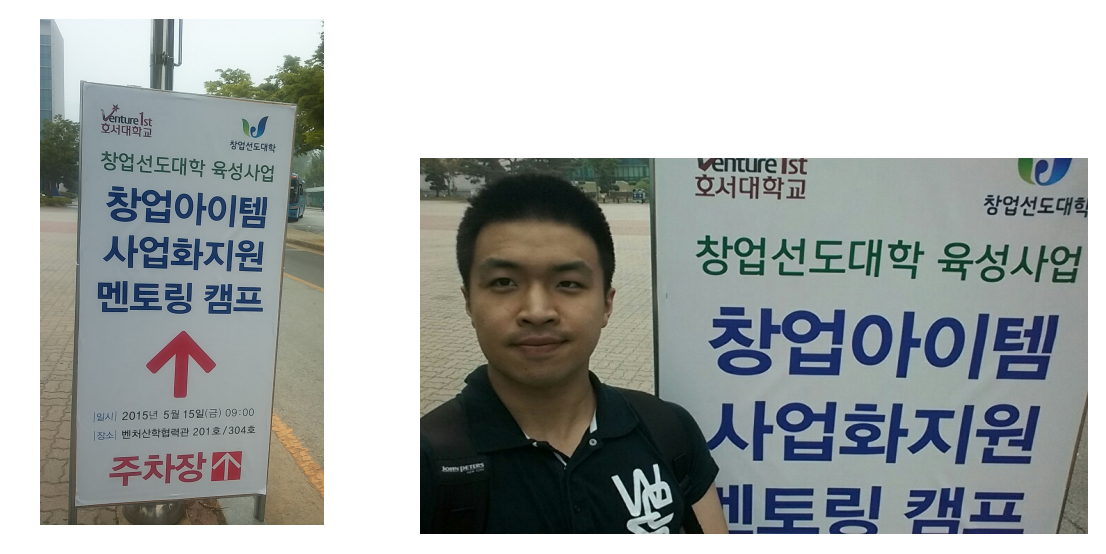 Venture 1st
호서대학교
창업선도대학
창업선도대학 육성사업
창업아이템
사업화지원
멘토링 캠프
일시 2015년 5월 15일(금) 09:00
장소 벤처산학협력관 201호/304호
주차장
Venture 1st
호서대학교
창업선도대학
창업선도대학 육성사업
창업아이템
사업화지원
멘토링 캠프
JOHN PETER'S